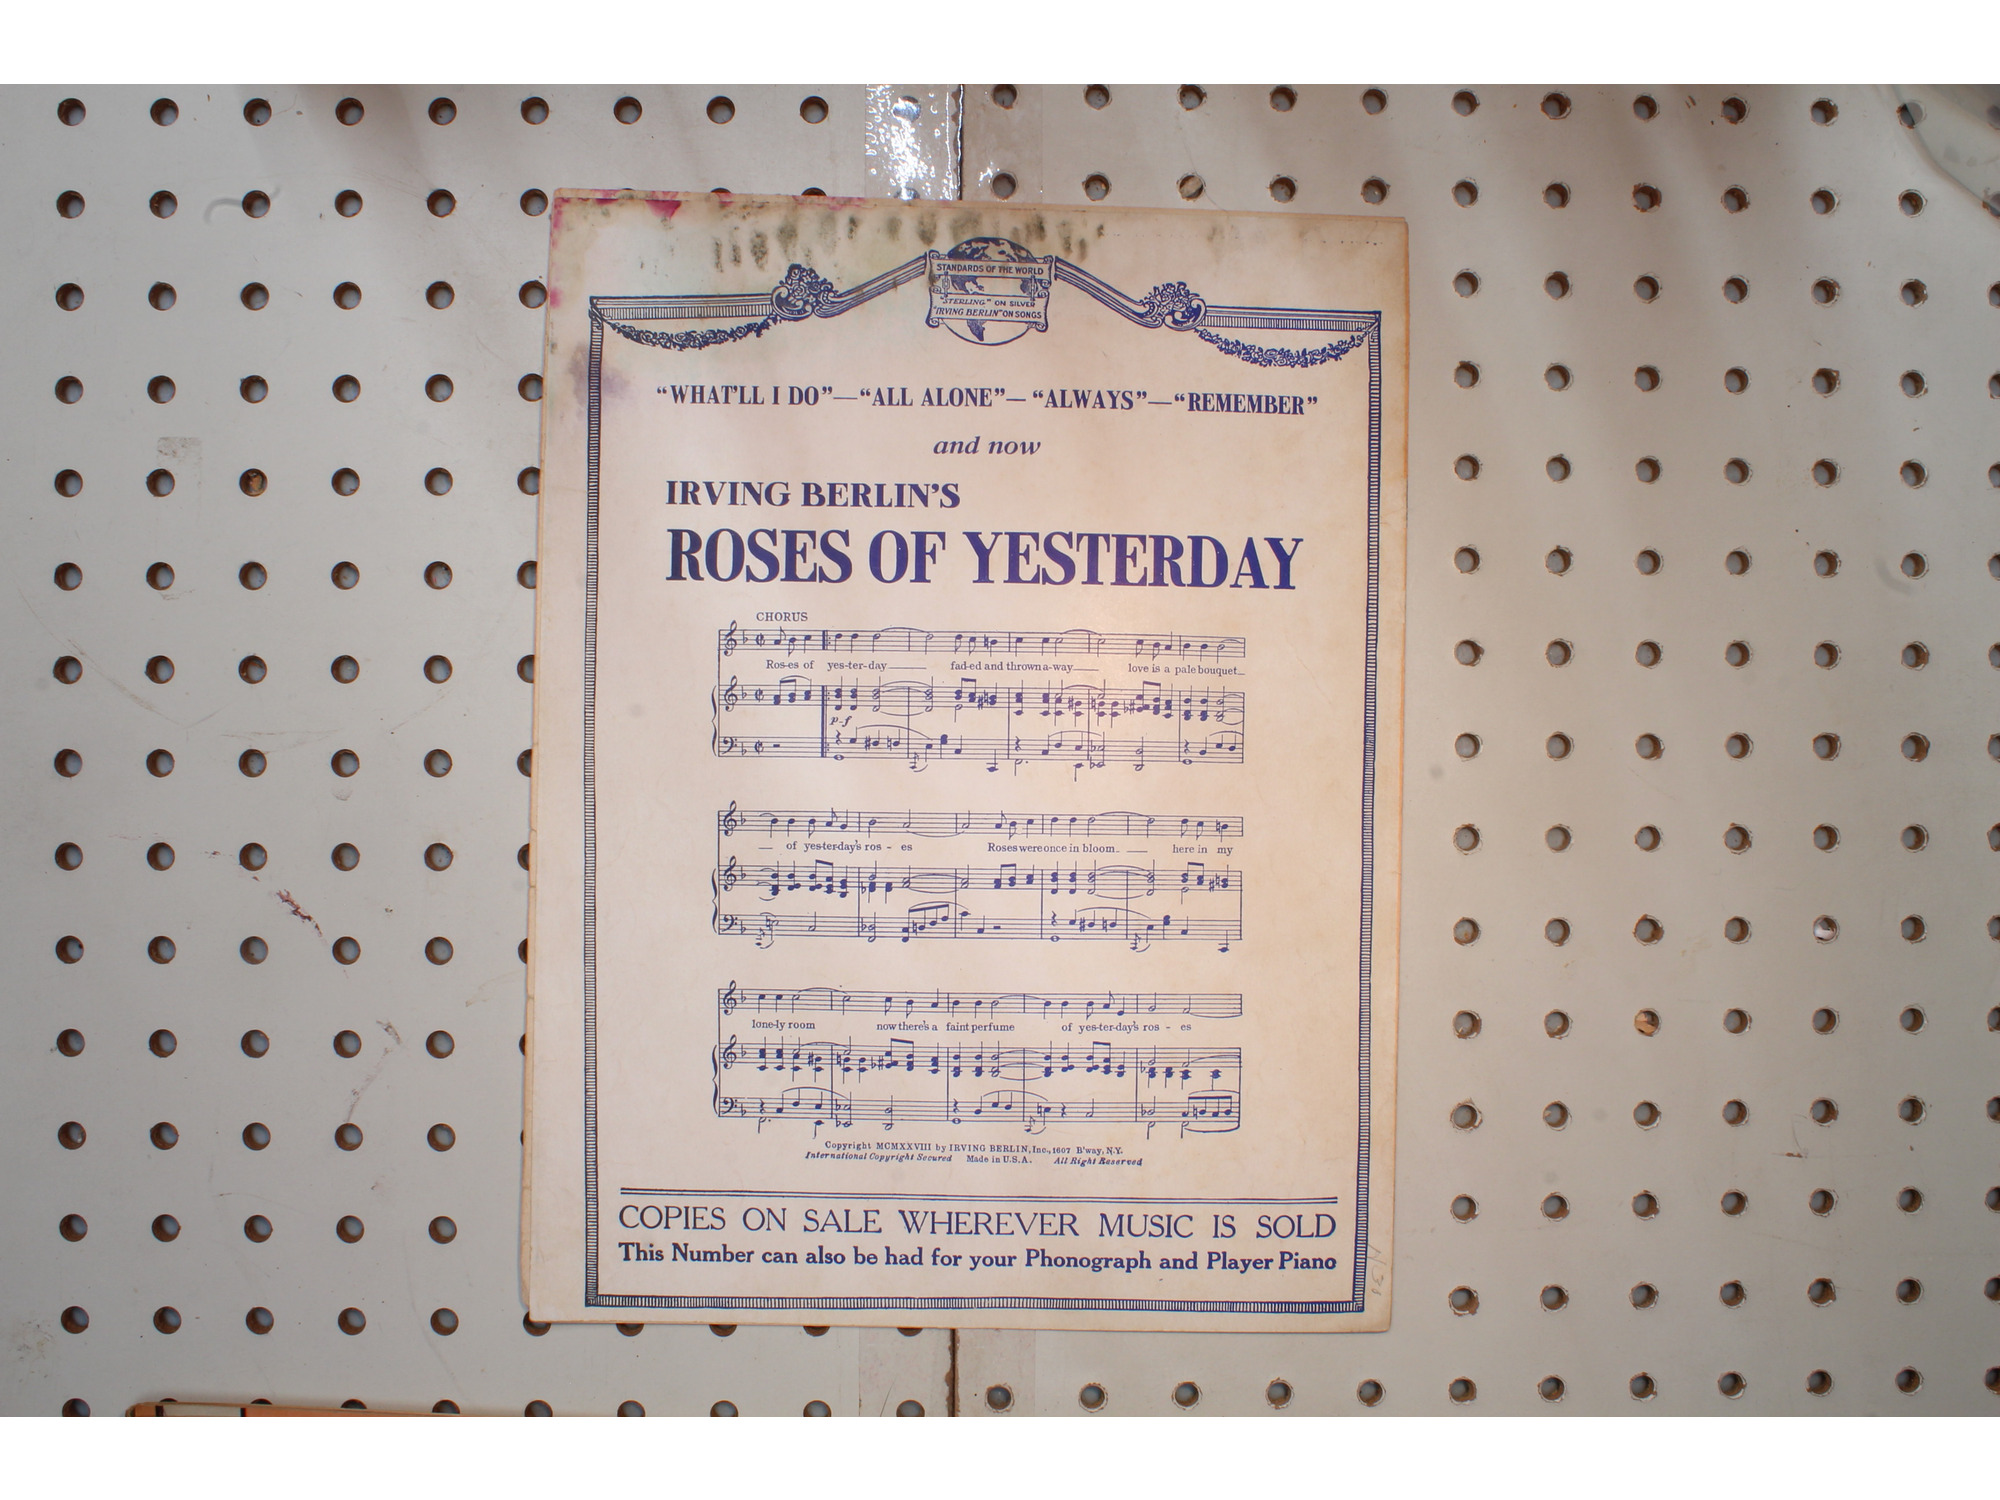 STANDARDS OF THE WORLD
"STERLING" ON SILVER
"IRVING BERLIN" ON SONGS
“WHAT'LL I DO”—“ALL ALONE”—“ALWAYS”—“REMEMBER”
and now
IRVING BERLIN'S
ROSES OF YESTERDAY
CHORUS
Ros-es of yes-ter-day faded and thrown a-way love is a pale bouquet
p-f
of yes-ter-day's ros - es Roses were once in bloom here in my
lone-ly room now there's a faint perfume of yes-ter-day's ros - es
Copyright MCMXXVIII by IRVING BERLIN, Inc., 1607 B'way, N.Y.
International Copyright Secured Made in U.S.A. All Right Reserved
COPIES ON SALE WHEREVER MUSIC IS SOLD
This Number can also be had for your Phonograph and Player Piano